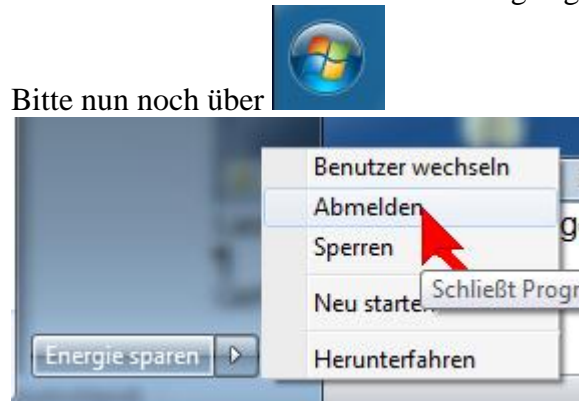 Bitte nun noch über
Benutzer wechseln
Abmelden
Sperren
Schließt Progr
Neu starten
Energie sparen
Herunterfahren